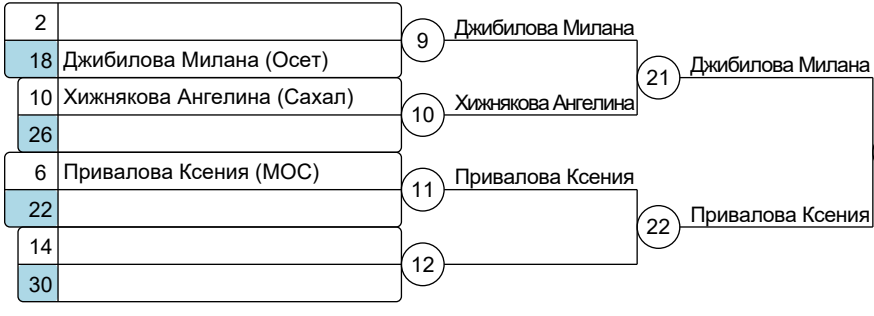 2
18 Джибилова Милана (Осет)
10 Хижнякова Ангелина (Сахал)
26
6 Привалова Ксения (МОС)
22
14
30
9 Джибилова Милана
10 Хижнякова Ангелина
11 Привалова Ксения
12
21 Джибилова Милана
22 Привалова Ксения